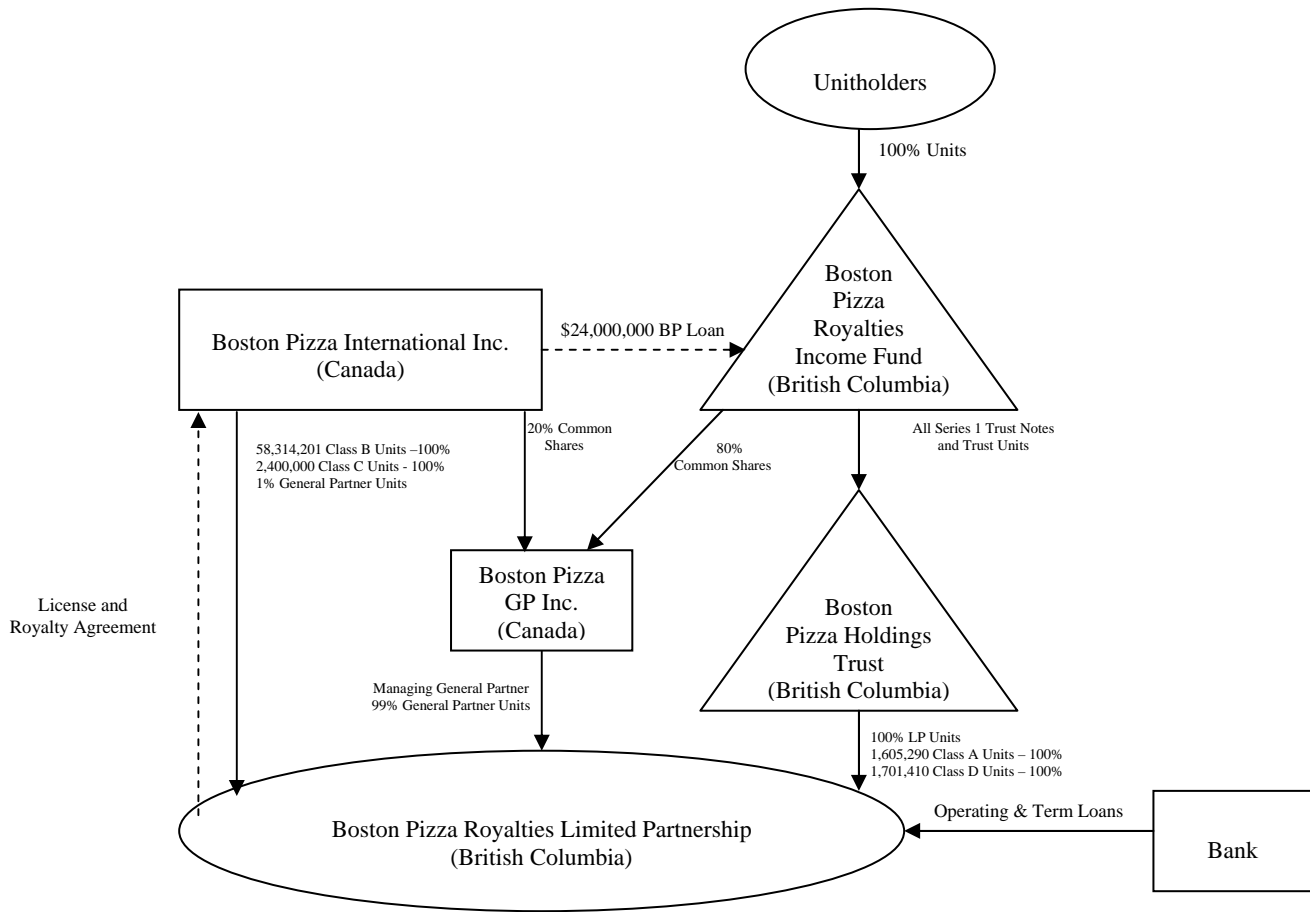 Unitholders
100% Units
Boston
Pizza
Royalties
Income Fund
(British Columbia)
Boston Pizza International Inc.
(Canada)
$24,000,000 BP Loan
58,314,201 Class B Units –100%
2,400,000 Class C Units - 100%
1% General Partner Units
20% Common
Shares
80%
Common Shares
All Series 1 Trust Notes
and Trust Units
License and
Royalty Agreement
Boston Pizza
GP Inc.
(Canada)
Boston
Pizza Holdings
Trust
(British Columbia)
Managing General Partner
99% General Partner Units
100% LP Units
1,605,290 Class A Units – 100%
1,701,410 Class D Units – 100%
Boston Pizza Royalties Limited Partnership
(British Columbia)
Operating & Term Loans
Bank